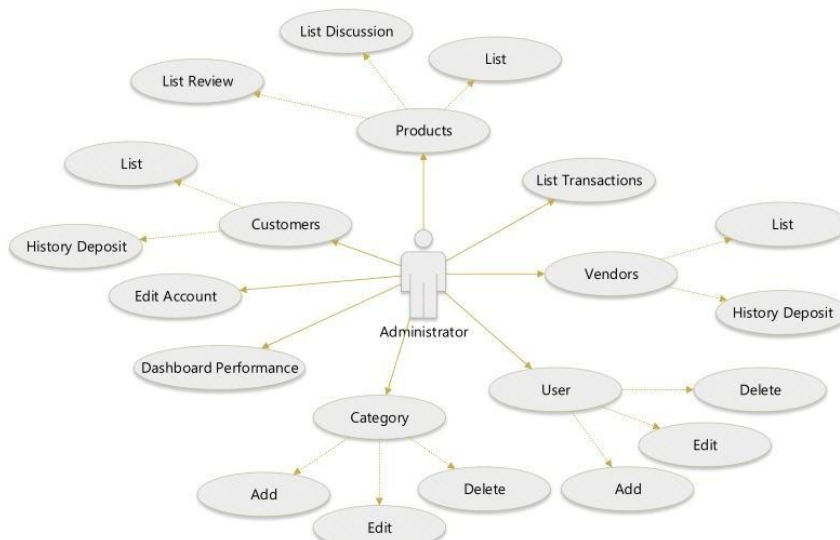 List Discussion
List
List Review
Products
List
List Transactions
Customers
List
History Deposit
Vendors
Edit Account
History Deposit
Administrator
Dashboard Performance
User
Delete
Category
Edit
Add
Delete
Add
Edit